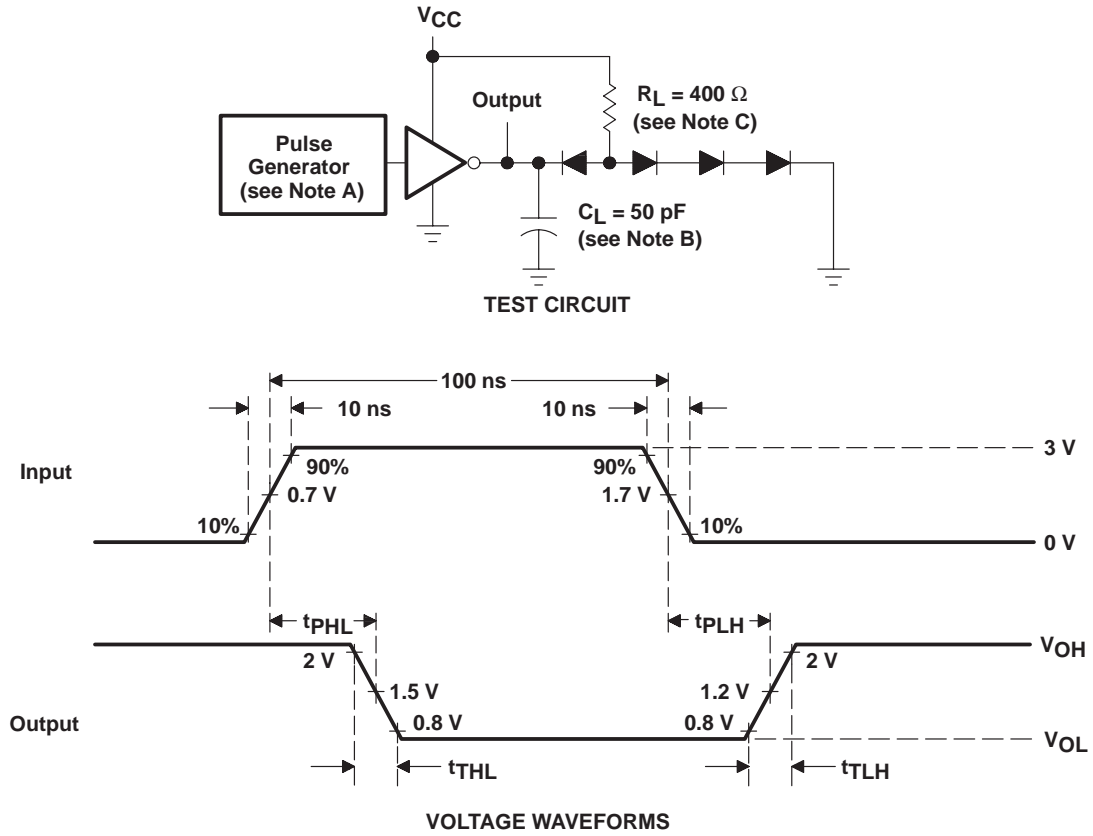 VCC
Output
RL = 400 Ω
(see Note C)
Pulse
Generator
(see Note A)
CL = 50 pF
(see Note B)
TEST CIRCUIT
100 ns
10 ns
10 ns
3 V
Input
90%
90%
0.7 V
1.7 V
10%
10%
0 V
tPHL
tPLH
VOH
2 V
2 V
1.5 V
1.2 V
Output
0.8 V
0.8 V
VOL
tTHL
tTLH
VOLTAGE WAVEFORMS